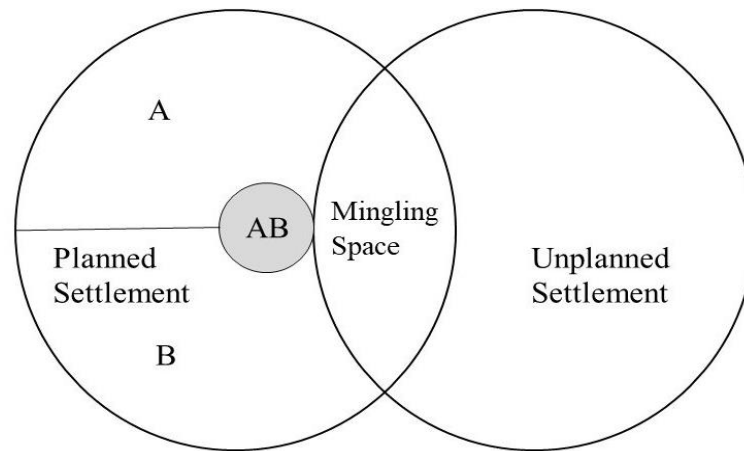 A
AB
Mingling
Space
Planned
Settlement
Unplanned
Settlement
B